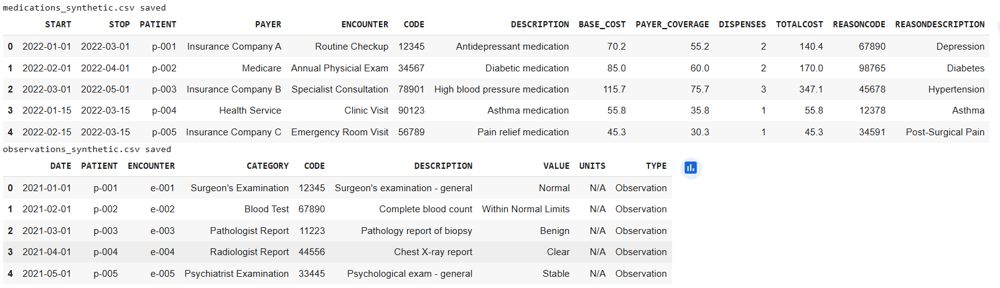 medications_synthetic.csv saved
START STOP PATIENT PAYER ENCOUNTER CODE DESCRIPTION BASE_COST PAYER_COVERAGE DISPENSES TOTALCOST REASONCODE REASONDESCRIPTION
0 2022-01-01 2022-03-01 p-001 Insurance Company A Routine Checkup 12345 Antidepressant medication 70.2 55.2 2 140.4 67890 Depression
1 2022-02-01 2022-04-01 p-002 Medicare Annual Physicial Exam 34567 Diabetic medication 85.0 60.0 2 170.0 98765 Diabetes
2 2022-03-01 2022-05-01 p-003 Insurance Company B Specialist Consultation 78901 High blood pressure medication 115.7 75.7 3 347.1 45678 Hypertension
3 2022-01-15 2022-03-15 p-004 Health Service Clinic Visit 90123 Asthma medication 55.8 35.8 1 55.8 12378 Asthma
4 2022-02-15 2022-03-15 p-005 Insurance Company C Emergency Room Visit 56789 Pain relief medication 45.3 30.3 1 45.3 34591 Post-Surgical Pain
observations_synthetic.csv saved
DATE PATIENT ENCOUNTER CATEGORY CODE DESCRIPTION VALUE UNITS TYPE
0 2021-01-01 p-001 e-001 Surgeon's Examination 12345 Surgeon's examination - general Normal N/A Observation
1 2021-02-01 p-002 e-002 Blood Test 67890 Complete blood count Within Normal Limits N/A Observation
2 2021-03-01 p-003 e-003 Pathologist Report 11223 Pathology report of biopsy Benign N/A Observation
3 2021-04-01 p-004 e-004 Radiologist Report 44556 Chest X-ray report Clear N/A Observation
4 2021-05-01 p-005 e-005 Psychiatrist Examination 33445 Psychological exam - general Stable N/A Observation